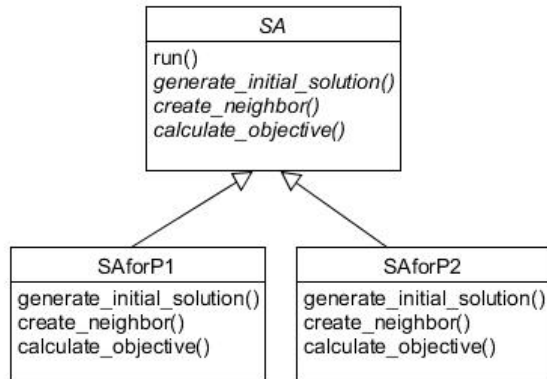 SA
run()
generate_initial_solution()
create_neighbor()
calculate_objective()
SAforP1
generate_initial_solution()
create_neighbor()
calculate_objective()
SAforP2
generate_initial_solution()
create_neighbor()
calculate_objective()